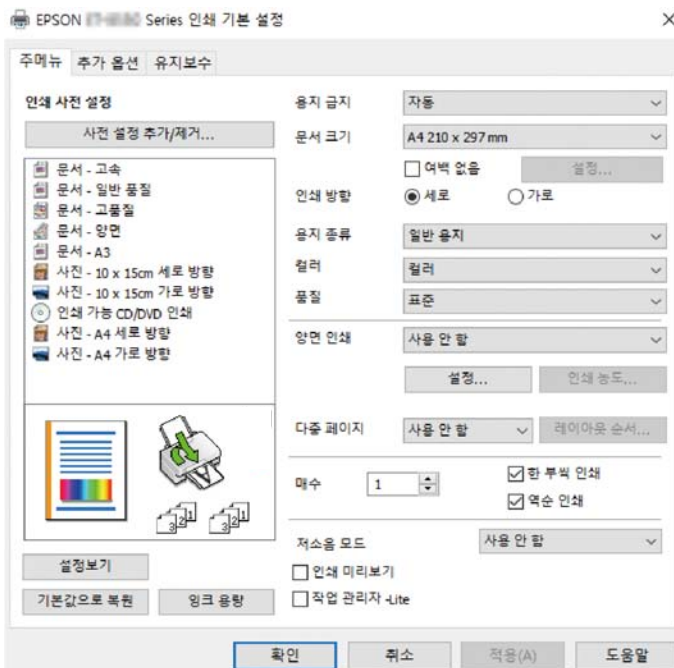 EPSON Series 인쇄 기본 설정
주메뉴 추가 옵션 유지보수
인쇄 사전 설정
사전 설정 추가/제거...
문서 - 고속
문서 - 일반 품질
문서 - 고품질
문서 - 양면
문서 - A3
사진 - 10 x 15cm 세로 방향
사진 - 10 x 15cm 가로 방향
인쇄 가능 CD/DVD 인쇄
사진 - A4 세로 방향
사진 - A4 가로 방향
3 2 1 3 2 1
설정보기
기본값으로 복원 잉크 용량
용지 급지 자동
문서 크기 A4 210 x 297 mm
여백 없음 설정...
인쇄 방향 세로 가로
용지 종류 일반 용지
컬러 컬러
품질 표준
양면 인쇄 사용 안 함
설정... 인쇄 농도...
다중 페이지 사용 안 함 레이아웃 순서...
매수 1 한 부씩 인쇄
역순 인쇄
저소음 모드 사용 안 함
인쇄 미리보기
작업 관리자 -Lite
확인 취소 적용(A) 도움말